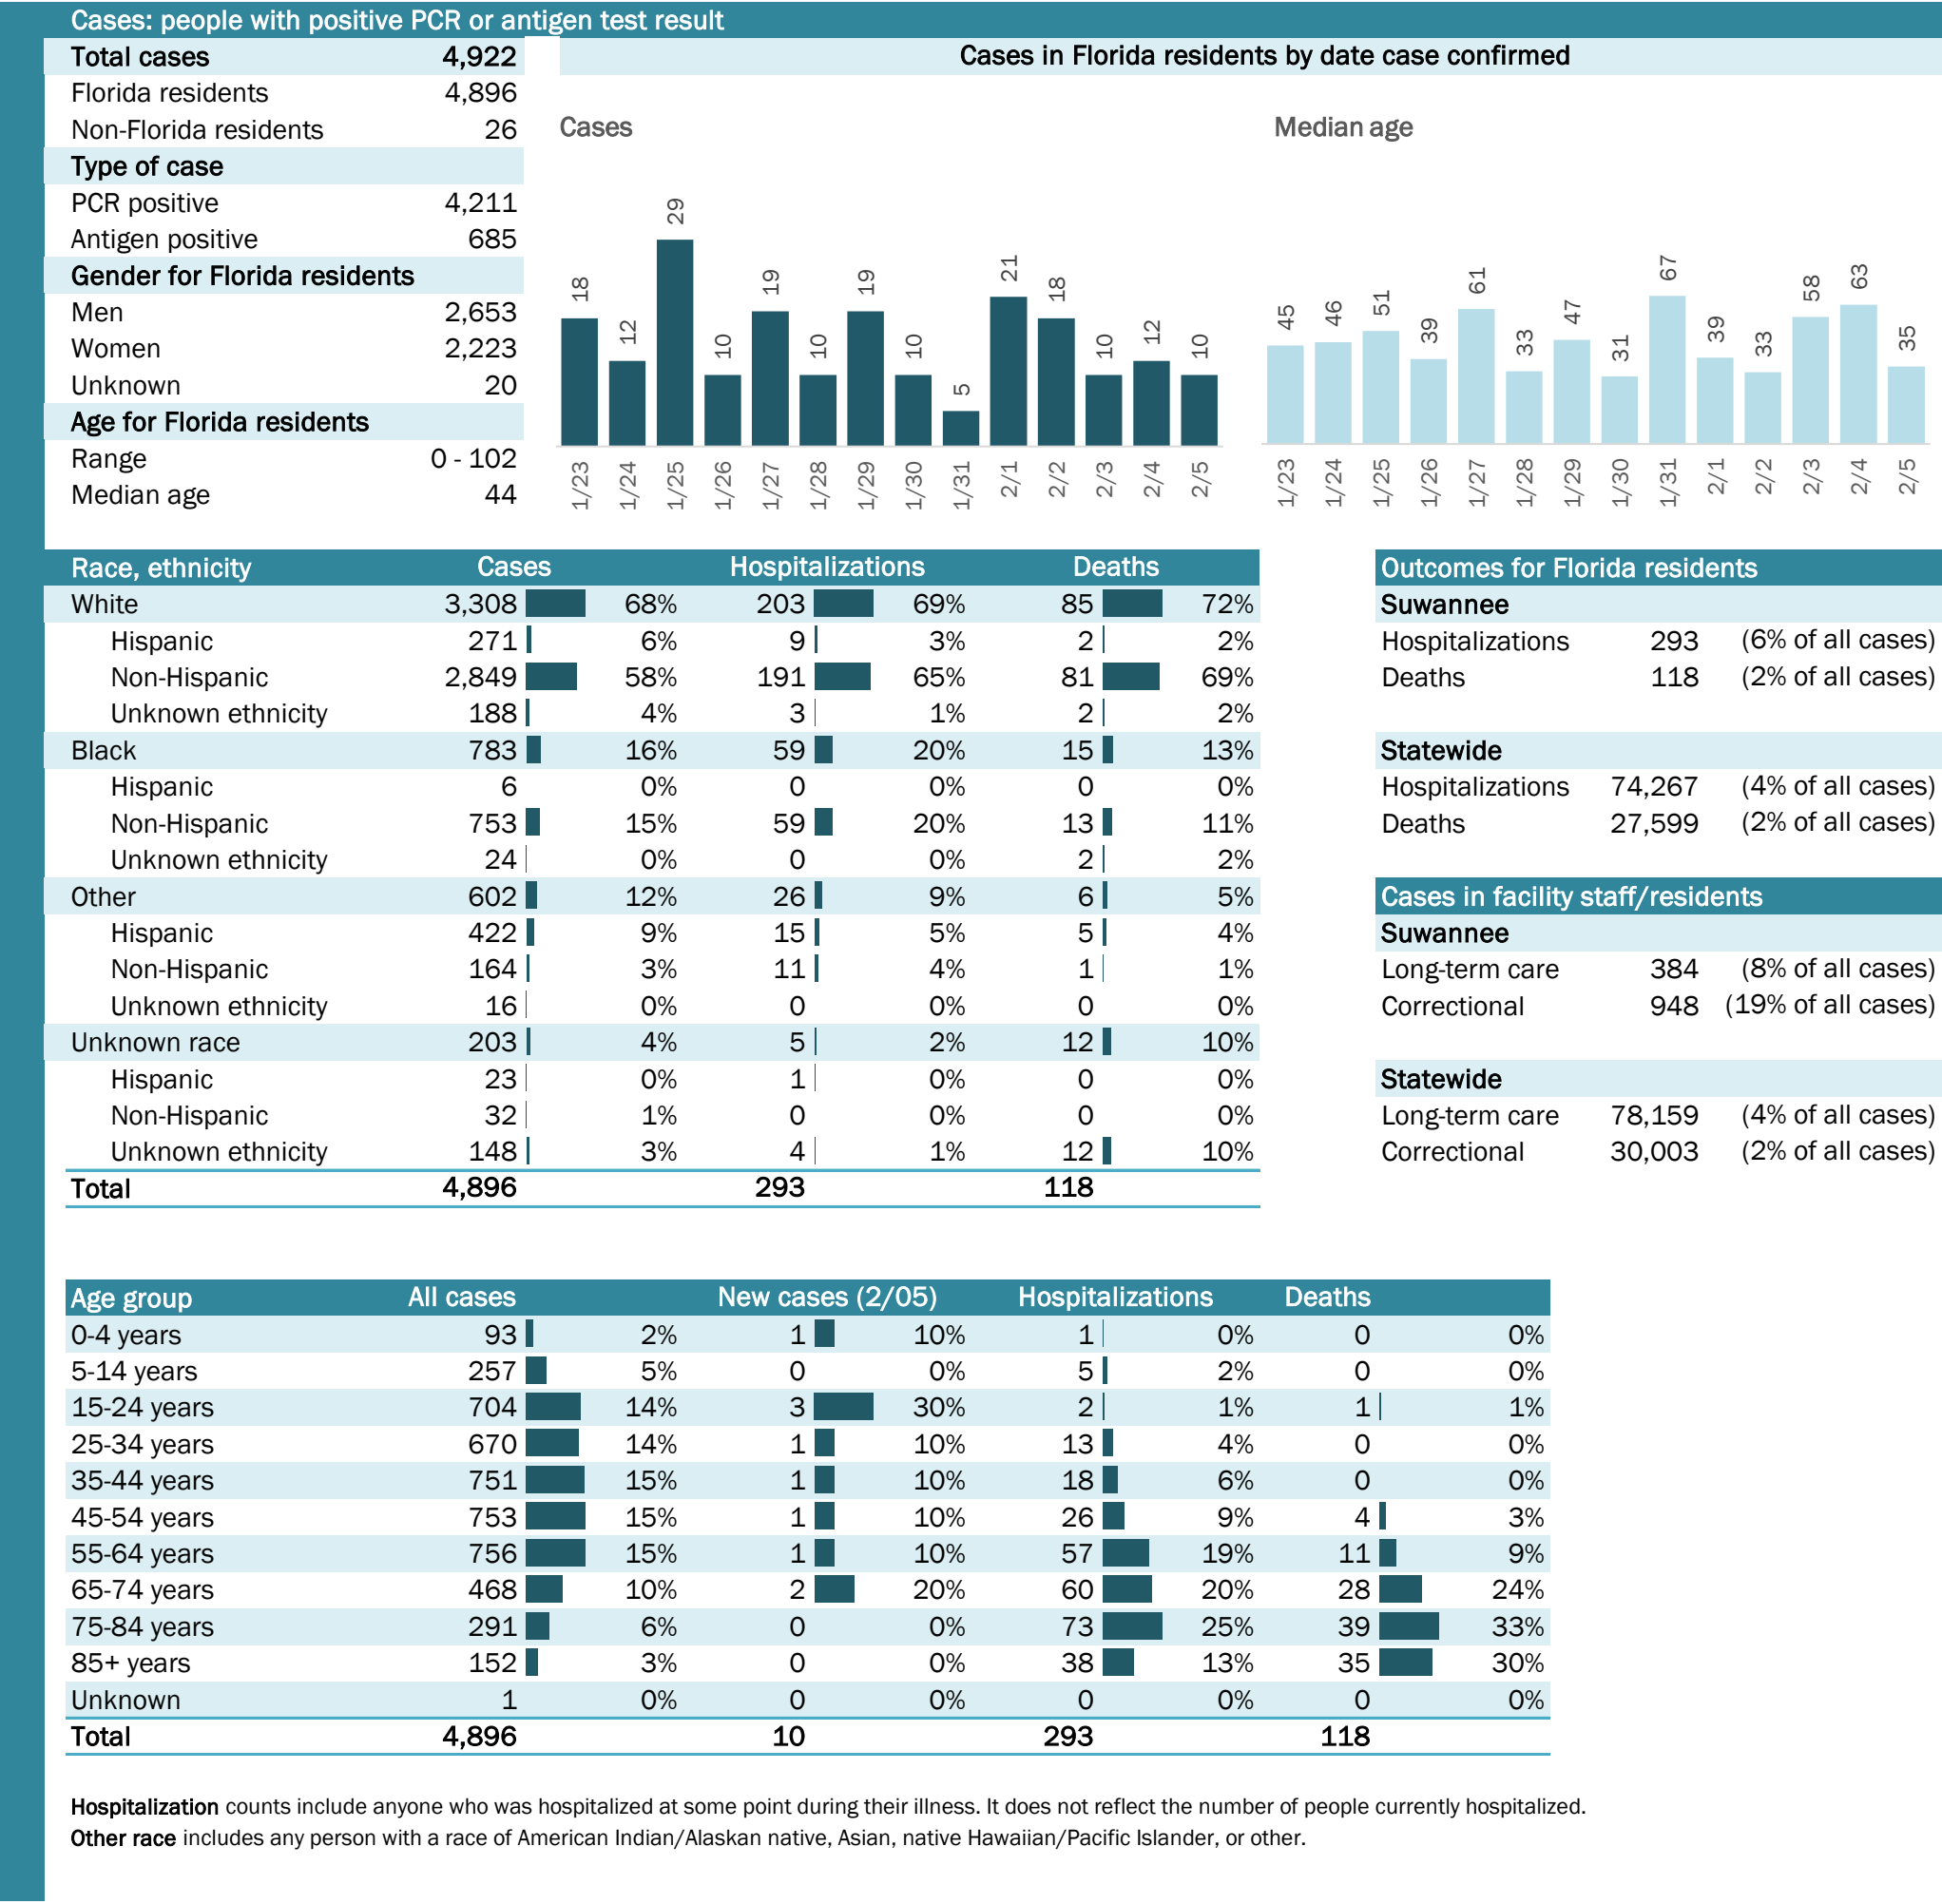 Cases: people with positive PCR or antigen test result
Total cases 4,922
Florida residents 4,896
Non-Florida residents 26
Type of case
PCR positive 4,211
Antigen positive 685
Gender for Florida residents
Men 2,653
Women 2,223
Unknown 20
Age for Florida residents
Range 0 - 102
Median age 44
Cases in Florida residents by date case confirmed
Cases
18 12 29 10 19 10 19 10 5 21 18 10 12 10
1/23 1/24 1/25 1/26 1/27 1/28 1/29 1/30 1/31 2/1 2/2 2/3 2/4 2/5
Median age
45 46 51 39 61 33 47 31 67 39 33 58 63 35
1/23 1/24 1/25 1/26 1/27 1/28 1/29 1/30 1/31 2/1 2/2 2/3 2/4 2/5
Race, ethnicity Cases Hospitalizations Deaths
White 3,308 68% 203 69% 85 72%
Hispanic 271 6% 9 3% 2 2%
Non-Hispanic 2,849 58% 191 65% 81 69%
Unknown ethnicity 188 4% 3 1% 2 2%
Black 783 16% 59 20% 15 13%
Hispanic 6 0% 0 0% 0 0%
Non-Hispanic 753 15% 59 20% 13 11%
Unknown ethnicity 24 0% 0 0% 2 2%
Other 602 12% 26 9% 6 5%
Hispanic 422 9% 15 5% 5 4%
Non-Hispanic 164 3% 11 4% 1 1%
Unknown ethnicity 16 0% 0 0% 0 0%
Unknown race 203 4% 5 2% 12 10%
Hispanic 23 0% 1 0% 0 0%
Non-Hispanic 32 1% 0 0% 0 0%
Unknown ethnicity 148 3% 4 1% 12 10%
Total 4,896 293 118
Outcomes for Florida residents
Suwannee
Hospitalizations 293 (6% of all cases)
Deaths 118 (2% of all cases)
Statewide
Hospitalizations 74,267 (4% of all cases)
Deaths 27,599 (2% of all cases)
Cases in facility staff/residents
Suwannee
Long-term care 384 (8% of all cases)
Correctional 948 (19% of all cases)
Statewide
Long-term care 78,159 (4% of all cases)
Correctional 30,003 (2% of all cases)
Age group All cases New cases (2/05) Hospitalizations Deaths
0-4 years 93 2% 1 10% 1 0% 0 0%
5-14 years 257 5% 0 0% 5 2% 0 0%
15-24 years 704 14% 3 30% 2 1% 1 1%
25-34 years 670 14% 1 10% 13 4% 0 0%
35-44 years 751 15% 1 10% 18 6% 0 0%
45-54 years 753 15% 1 10% 26 9% 4 3%
55-64 years 756 15% 1 10% 57 19% 11 9%
65-74 years 468 10% 2 20% 60 20% 28 24%
75-84 years 291 6% 0 0% 73 25% 39 33%
85+ years 152 3% 0 0% 38 13% 35 30%
Unknown 1 0% 0 0% 0 0% 0 0%
Total 4,896 10 293 118
Hospitalization counts include anyone who was hospitalized at some point during their illness. It does not reflect the number of people currently hospitalized.
Other race includes any person with a race of American Indian/Alaskan native, Asian, native Hawaiian/Pacific Islander, or other.